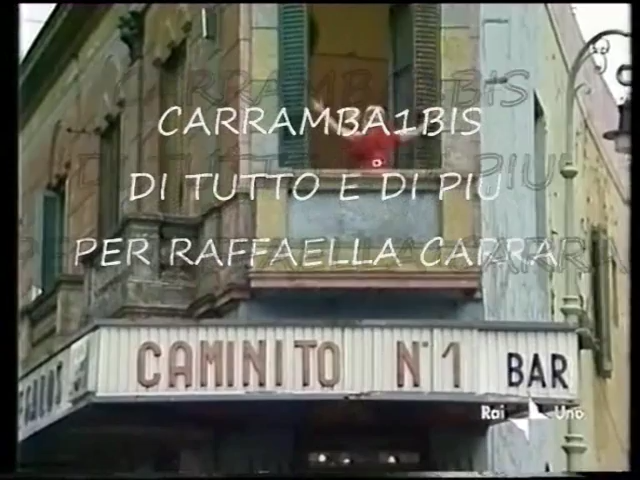 CARRAMBA1BIS
DI TUTTO E DI PIU
PER RAFFAELLA CARRA
CAMINITO N°1 BAR
Rai Uno